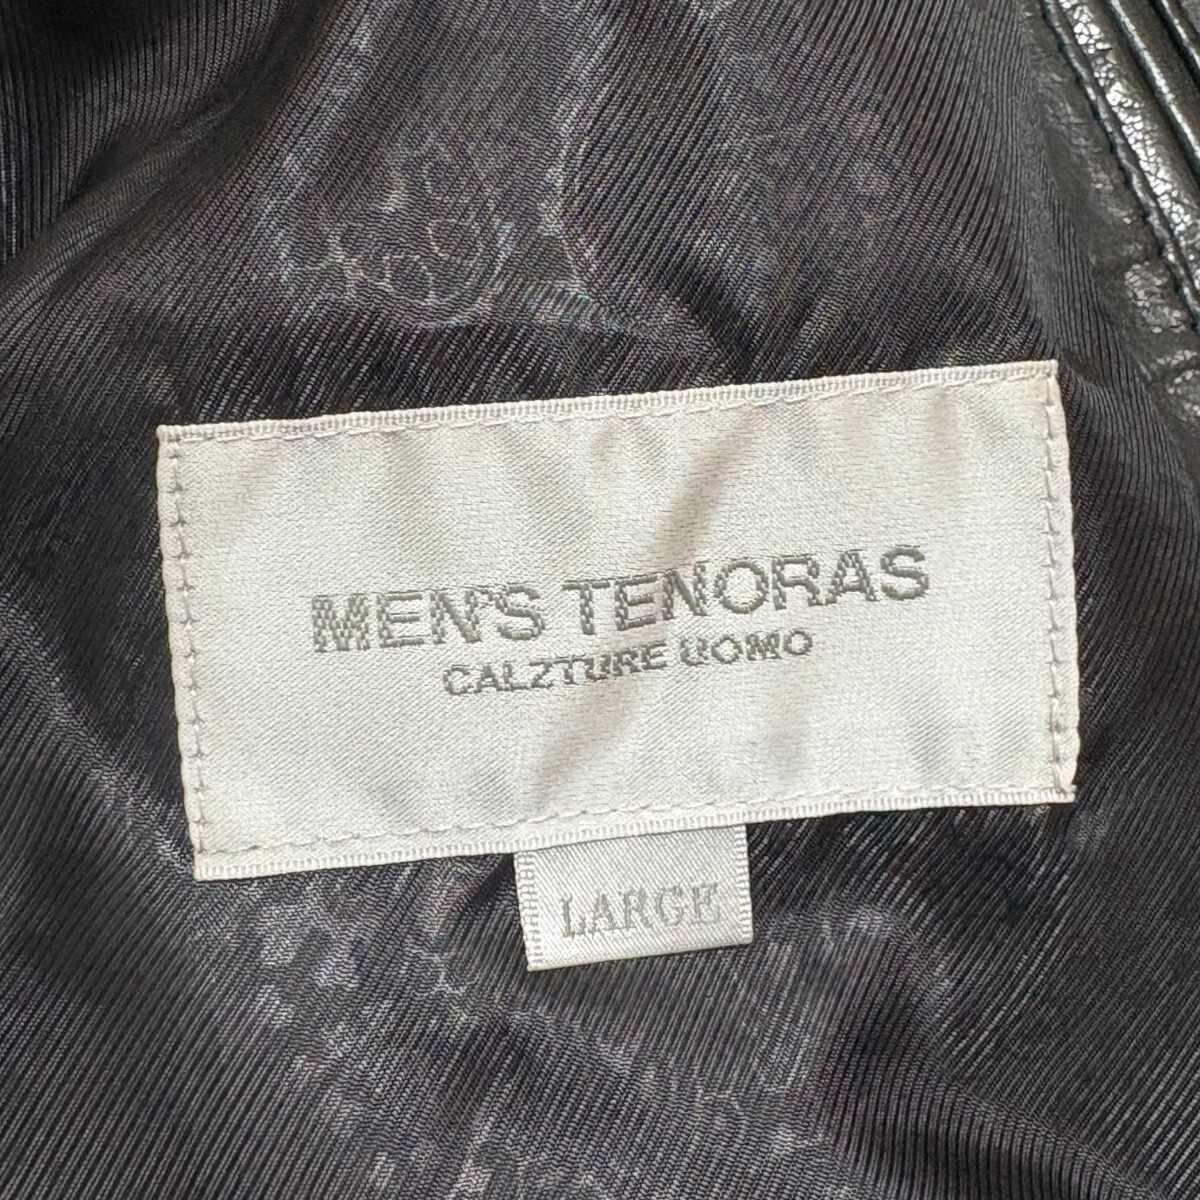 MEN'S TENORAS
CALZTURE UOMO
LARGE